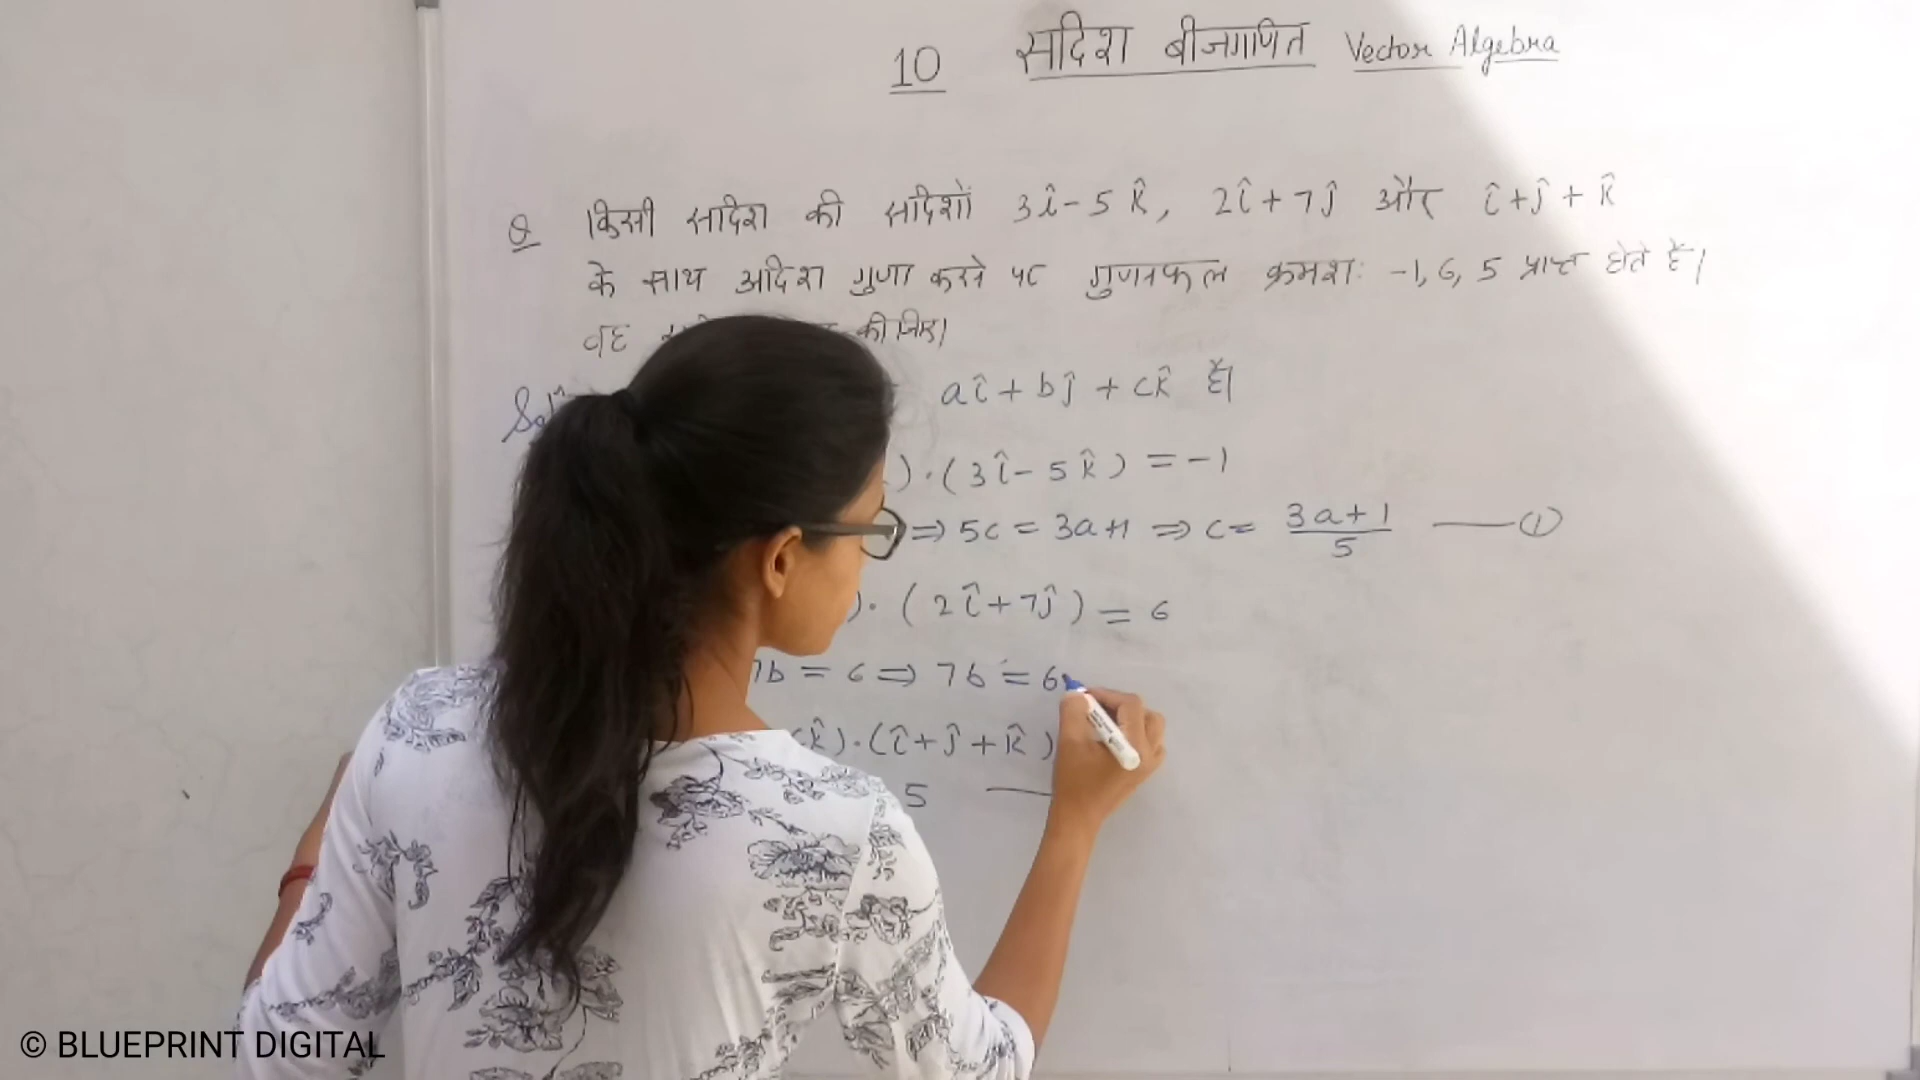 10 सदिश बीजगणित Vector Algebra
Q किसी सदिश की सदिशों 3î-5k̂, 2î+7ĵ और î+ĵ+k̂
के साथ अदिश गुणा करने पर गुणनफल क्रमशः -1, 6, 5 प्राप्त होते हैं।
वह कीजिए।
aî+bĵ+ck̂ है।
)·(3î-5k̂) = -1
⇒ 5c = 3a+1 ⇒ c = (3a+1)/5 —— ①
)·(2î+7ĵ) = 6
7b = 6 ⇒ 7b = 6
ck̂)·(î+ĵ+k̂)
5 ——
© BLUEPRINT DIGITAL